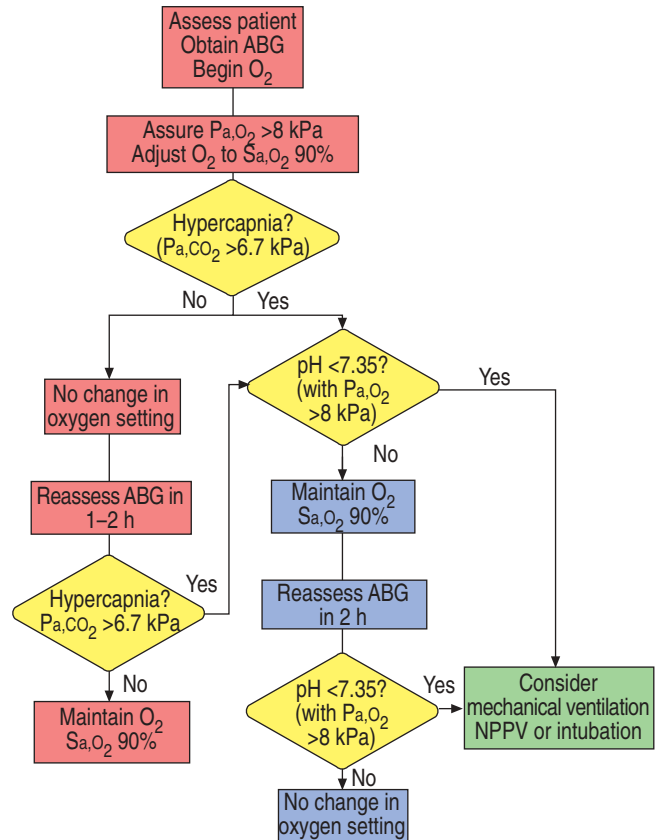 Assess patient
Obtain ABG
Begin O2
Assure Pa,O2 >8 kPa
Adjust O2 to Sa,O2 90%
Hypercapnia?
(Pa,CO2 >6.7 kPa)
No
Yes
No change in
oxygen setting
pH <7.35?
(with Pa,O2
>8 kPa)
Yes
No
Reassess ABG in
1–2 h
Maintain O2
Sa,O2 90%
Yes
Hypercapnia?
Pa,CO2 >6.7 kPa
Reassess ABG
in 2 h
No
Maintain O2
Sa,O2 90%
pH <7.35?
(with Pa,O2
>8 kPa)
Yes
Consider
mechanical ventilation
NPPV or intubation
No
No change in
oxygen setting